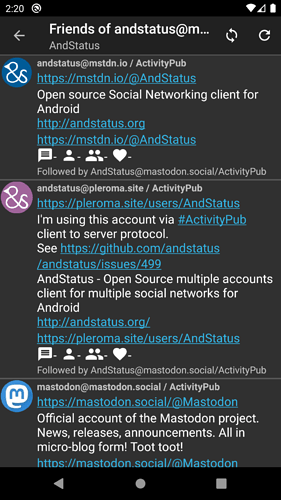 2:20
Friends of andstatus@m...
AndStatus
andstatus@mstdn.io / ActivityPub
https://mstdn.io/@AndStatus
Open source Social Networking client for
Android
http://andstatus.org
https://mstdn.io/@AndStatus
- - - -
Followed by AndStatus@mastodon.social/ActivityPub
andstatus@pleroma.site / ActivityPub
https://pleroma.site/users/AndStatus
I'm using this account via #ActivityPub
client to server protocol.
See https://github.com/andstatus
/andstatus/issues/499
AndStatus - Open Source multiple accounts
client for multiple social networks for
Android
http://andstatus.org/
https://pleroma.site/users/AndStatus
- - - -
Followed by AndStatus@mastodon.social/ActivityPub
mastodon@mastodon.social / ActivityPub
https://mastodon.social/@Mastodon
Official account of the Mastodon project.
News, releases, announcements. All in
micro-blog form! Toot toot!
https://mastodon.social/@Mastodon